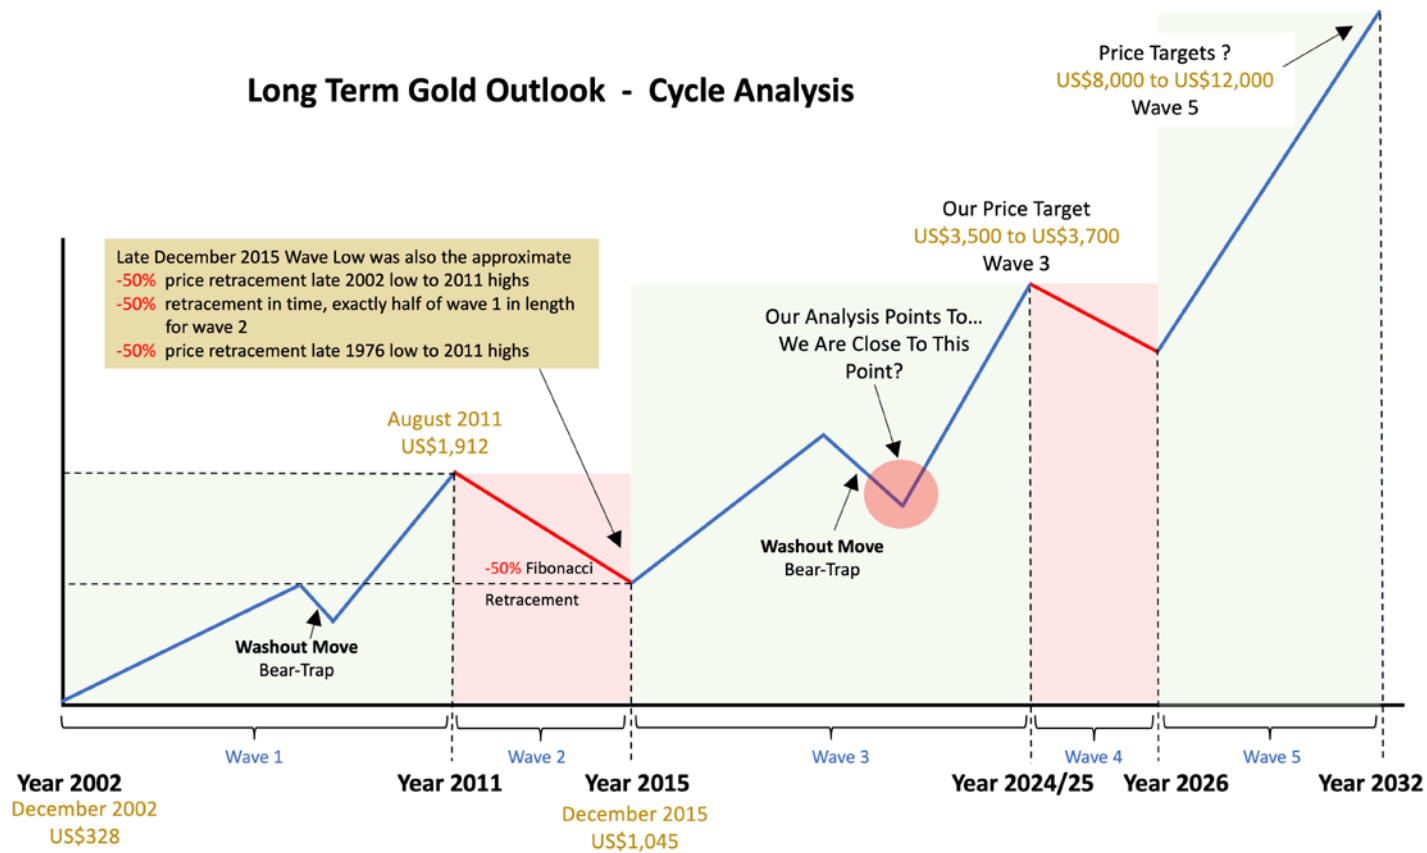 Long Term Gold Outlook - Cycle Analysis
Price Targets ?
US$8,000 to US$12,000
Wave 5
Our Price Target
US$3,500 to US$3,700
Wave 3
Late December 2015 Wave Low was also the approximate
-50% price retracement late 2002 low to 2011 highs
-50% retracement in time, exactly half of wave 1 in length
for wave 2
-50% price retracement late 1976 low to 2011 highs
Our Analysis Points To...
We Are Close To This
Point?
August 2011
US$1,912
Washout Move
Bear-Trap
-50% Fibonacci
Retracement
Washout Move
Bear-Trap
Wave 1
Wave 2
Wave 3
Wave 4
Wave 5
Year 2002
Year 2011
Year 2015
Year 2024/25
Year 2026
Year 2032
December 2002
US$328
December 2015
US$1,045